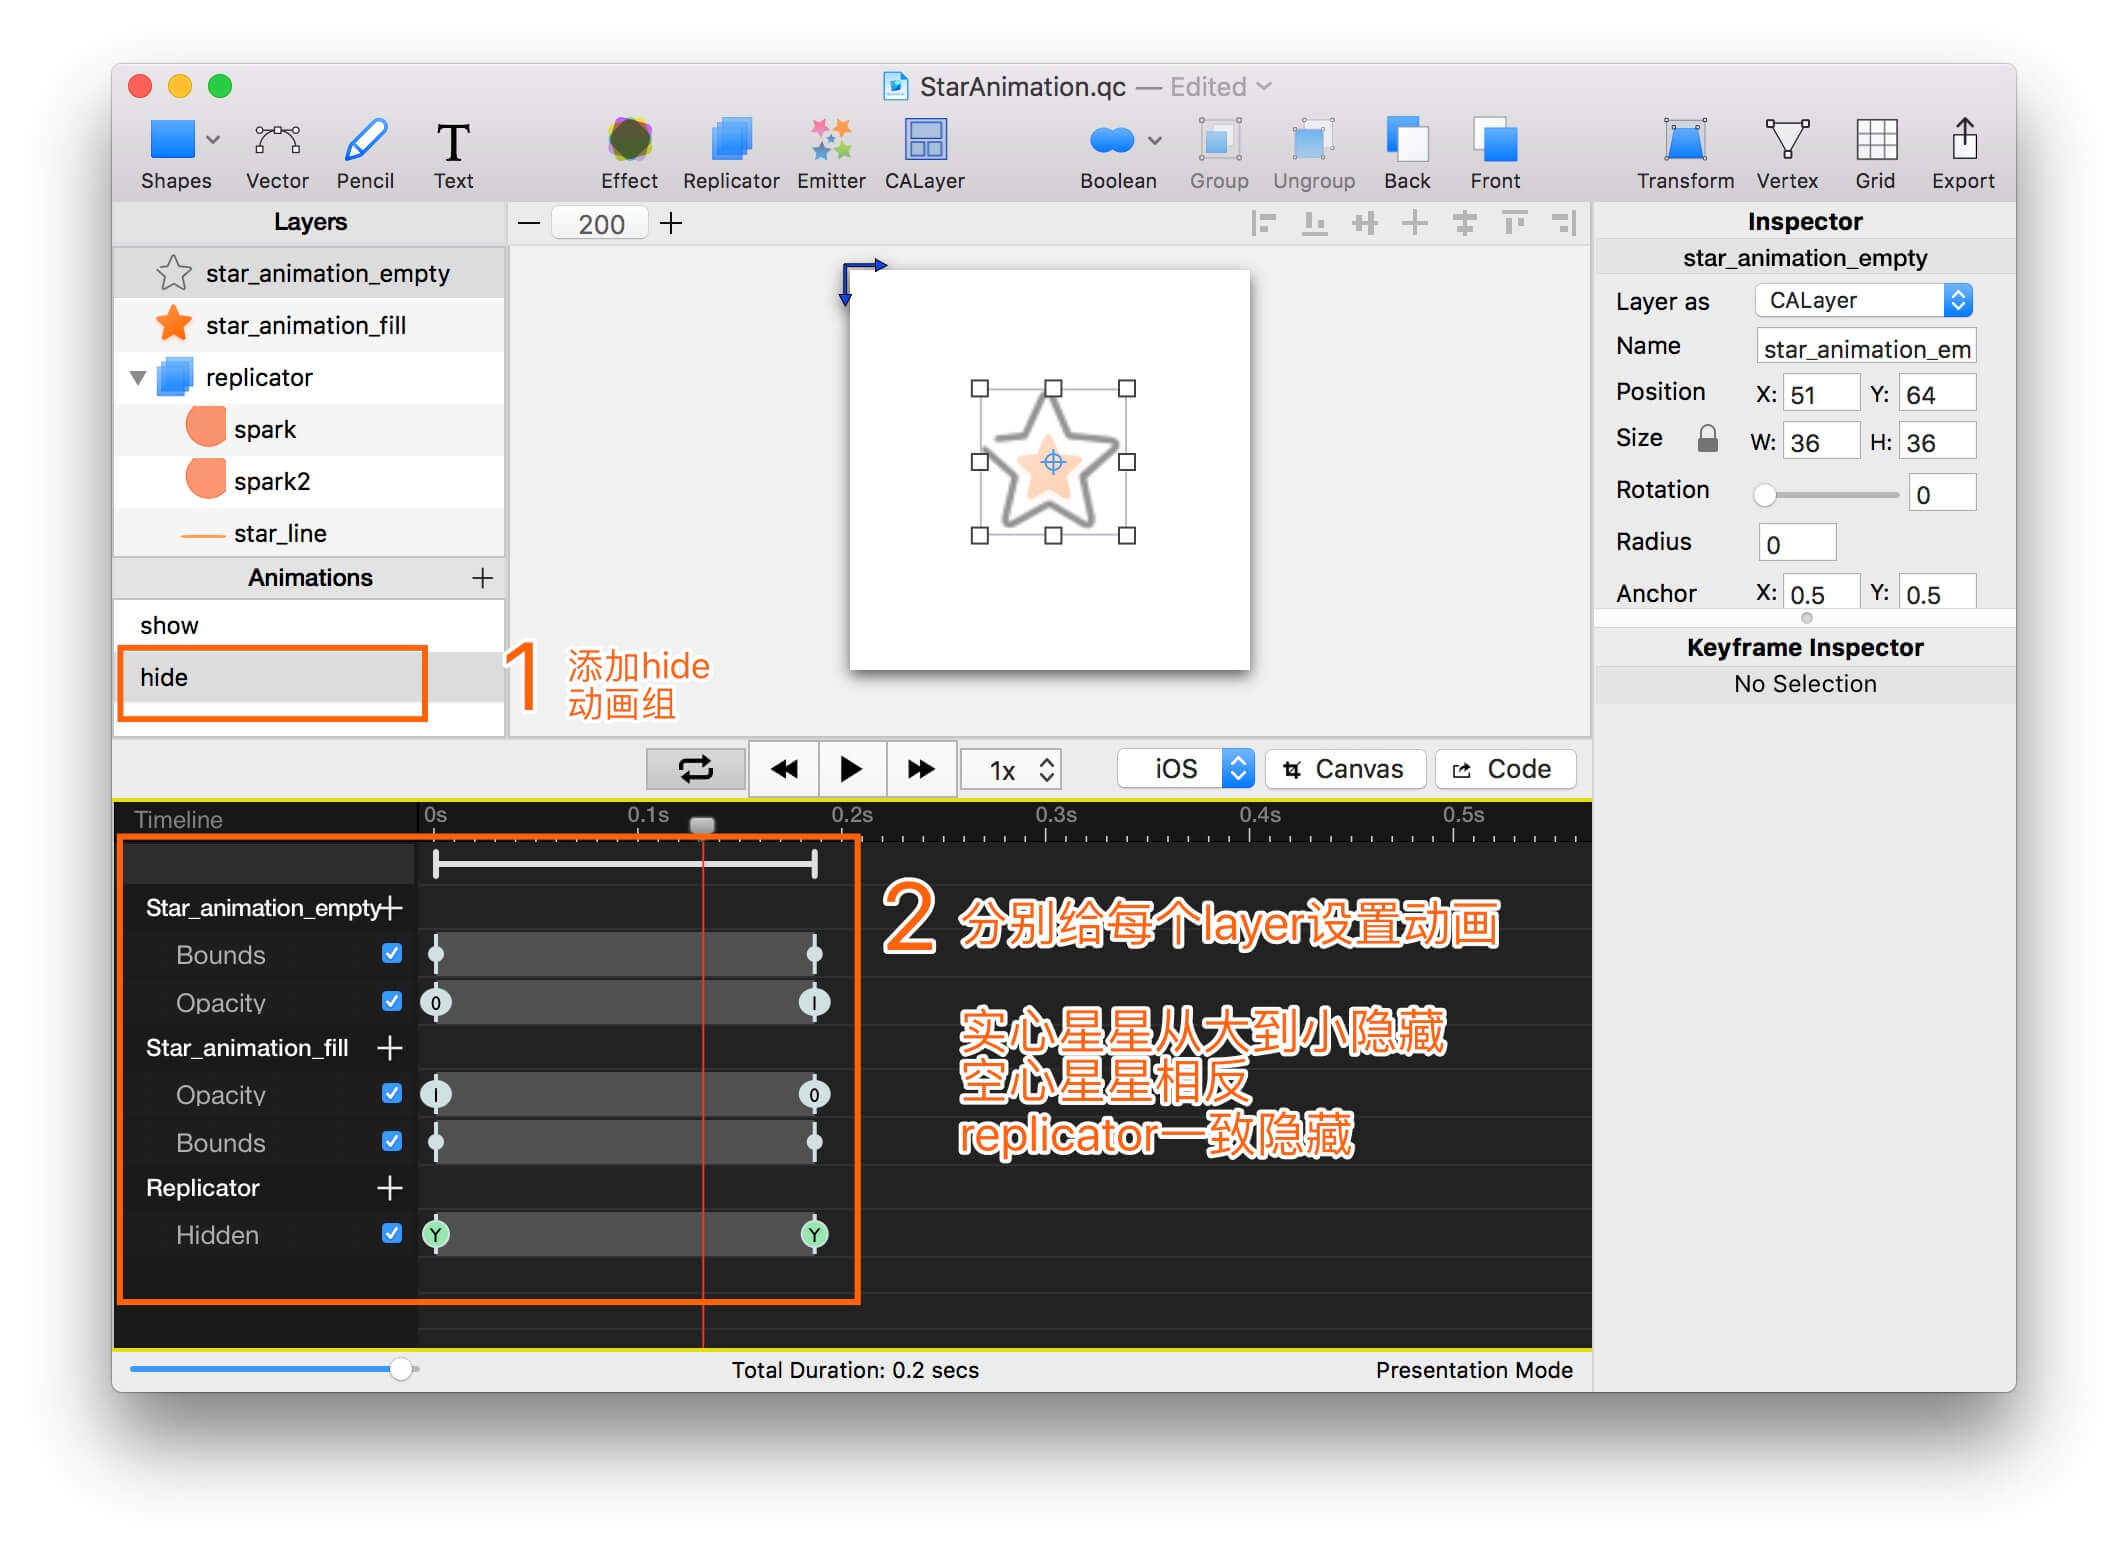 StarAnimation.qc — Edited
Shapes Vector Pencil Text Effect Replicator Emitter CALayer Boolean Group Ungroup Back Front Transform Vertex Grid Export
Layers
star_animation_empty
star_animation_fill
replicator
spark
spark2
star_line
Animations +
show
hide
200
1 添加hide
动画组
Inspector
star_animation_empty
Layer as CALayer
Name star_animation_em
Position X: 51 Y: 64
Size W: 36 H: 36
Rotation 0
Radius 0
Anchor X: 0.5 Y: 0.5
Keyframe Inspector
No Selection
1x iOS Canvas Code
Timeline 0s 0.1s 0.2s 0.3s 0.4s 0.5s
Star_animation_empty+
Bounds
Opacity 0 1
Star_animation_fill +
Opacity 1 0
Bounds
Replicator +
Hidden Y Y
2 分别给每个layer设置动画
实心星星从大到小隐藏
空心星星相反
replicator一致隐藏
Total Duration: 0.2 secs
Presentation Mode